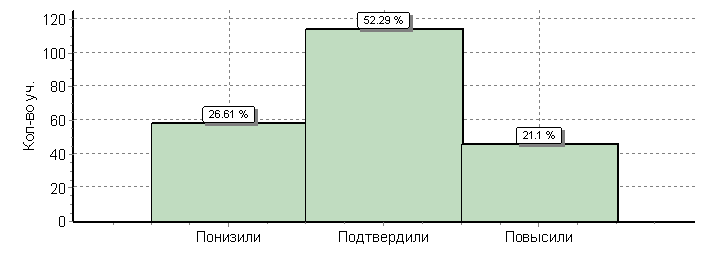 Кол-во уч.
120
100
80
60
40
20
0
26.61 %
52.29 %
21.1 %
Понизили
Подтвердили
Повысили